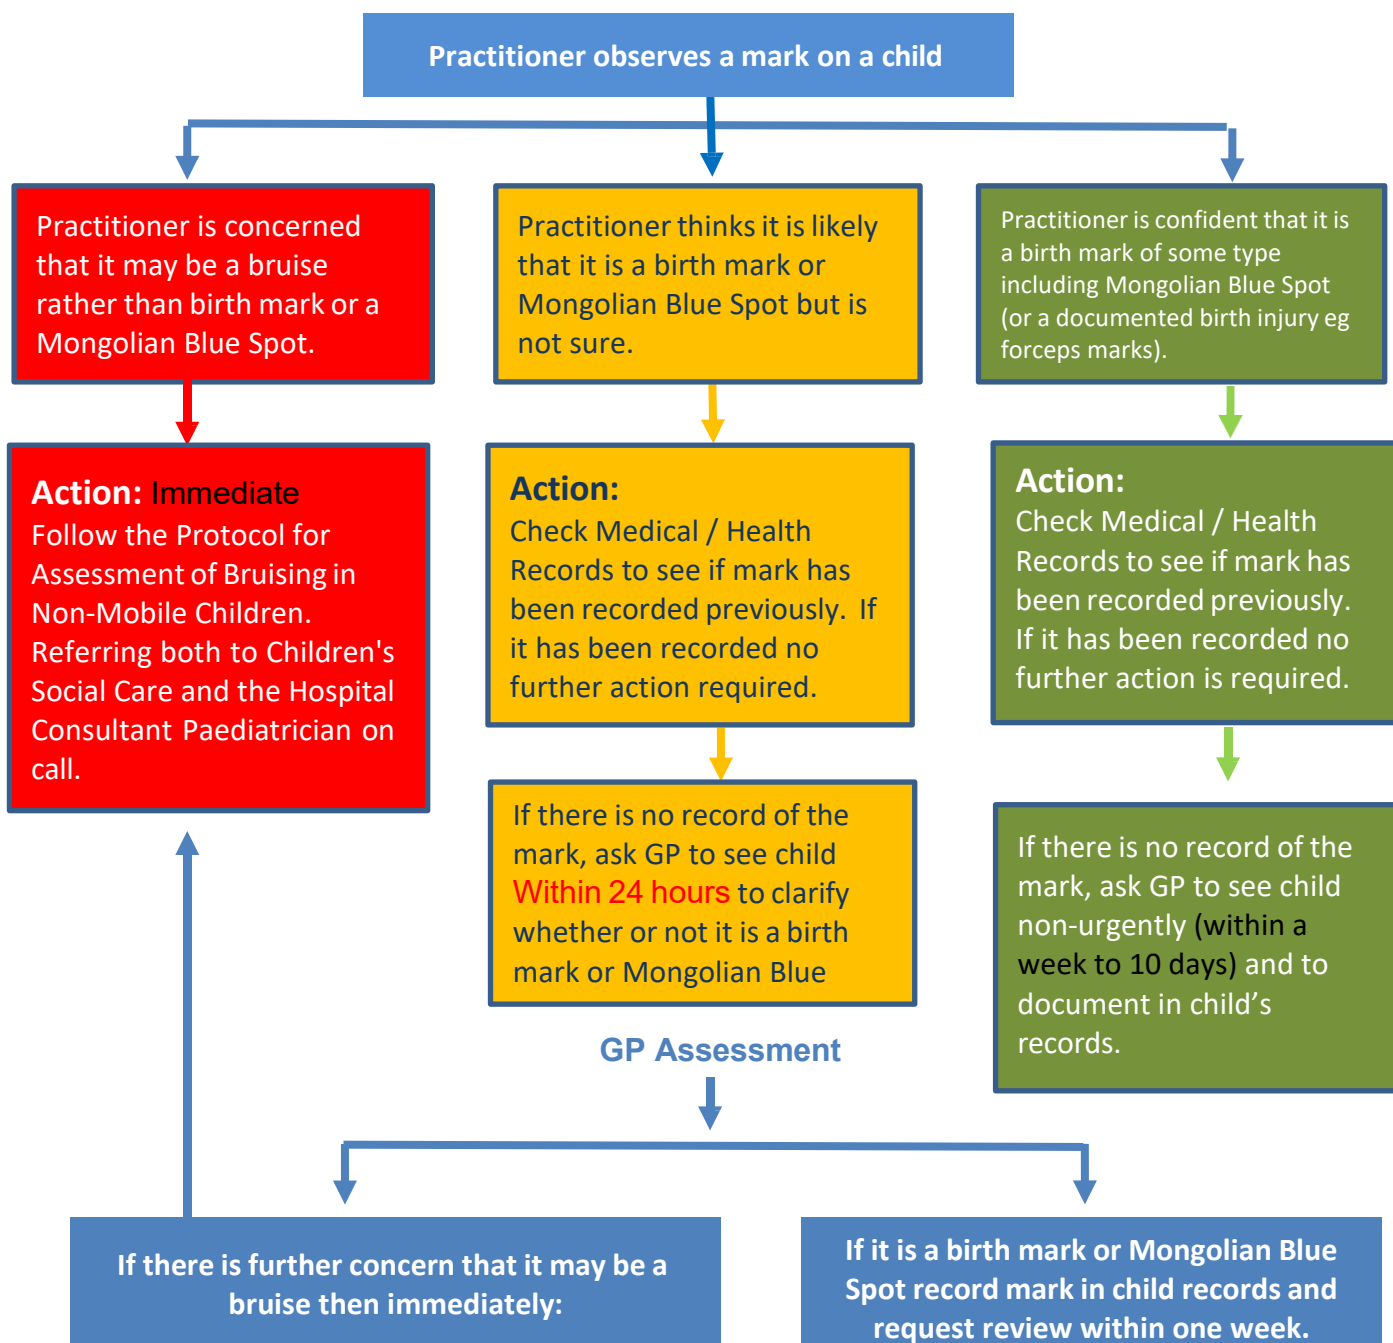 Practitioner observes a mark on a child
Practitioner is concerned
that it may be a bruise
rather than birth mark or a
Mongolian Blue Spot.
Practitioner thinks it is likely
that it is a birth mark or
Mongolian Blue Spot but is
not sure.
Practitioner is confident that it is
a birth mark of some type
including Mongolian Blue Spot
(or a documented birth injury eg
forceps marks).
Action: Immediate
Follow the Protocol for
Assessment of Bruising in
Non-Mobile Children.
Referring both to Children's
Social Care and the Hospital
Consultant Paediatrician on
call.
Action:
Check Medical / Health
Records to see if mark has
been recorded previously. If
it has been recorded no
further action required.
Action:
Check Medical / Health
Records to see if mark has
been recorded previously.
If it has been recorded no
further action is required.
If there is no record of the
mark, ask GP to see child
Within 24 hours to clarify
whether or not it is a birth
mark or Mongolian Blue
If there is no record of the
mark, ask GP to see child
non-urgently (within a
week to 10 days) and to
document in child’s
records.
GP Assessment
If there is further concern that it may be a
bruise then immediately:
If it is a birth mark or Mongolian Blue
Spot record mark in child records and
request review within one week.